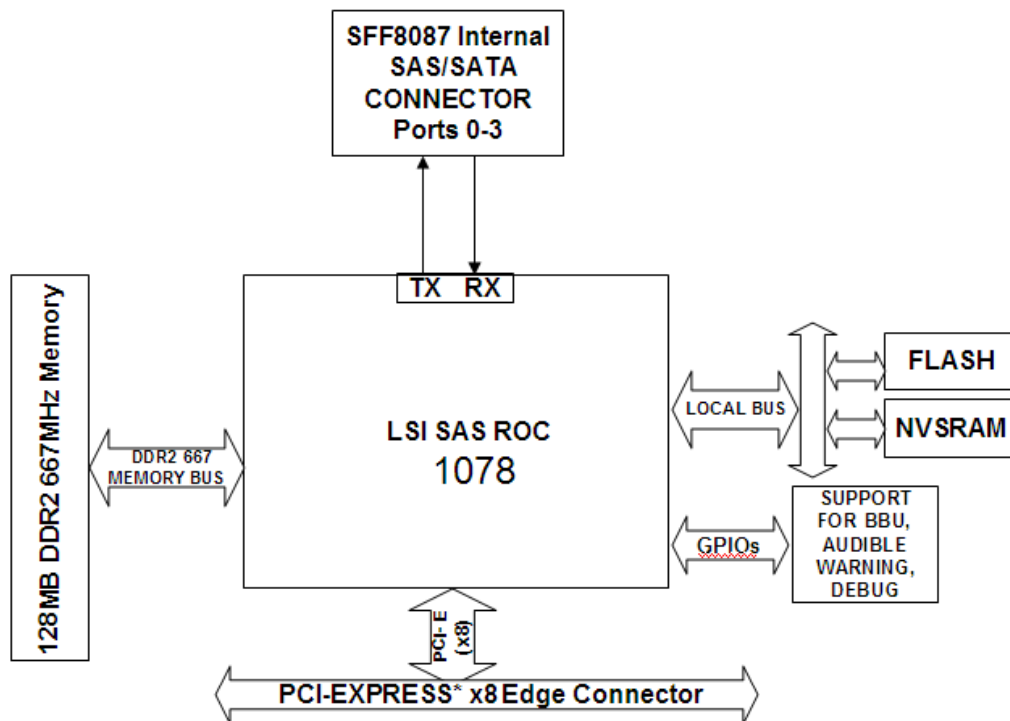 SFF8087 Internal
SAS/SATA
CONNECTOR
Ports 0-3
TX RX
128MB DDR2 667MHz Memory
DDR2 667
MEMORY BUS
LSI SAS ROC
1078
LOCAL BUS
FLASH
NVSRAM
GPIOs
SUPPORT
FOR BBU,
AUDIBLE
WARNING,
DEBUG
PCI- E
(x8)
PCI-EXPRESS* x8 Edge Connector